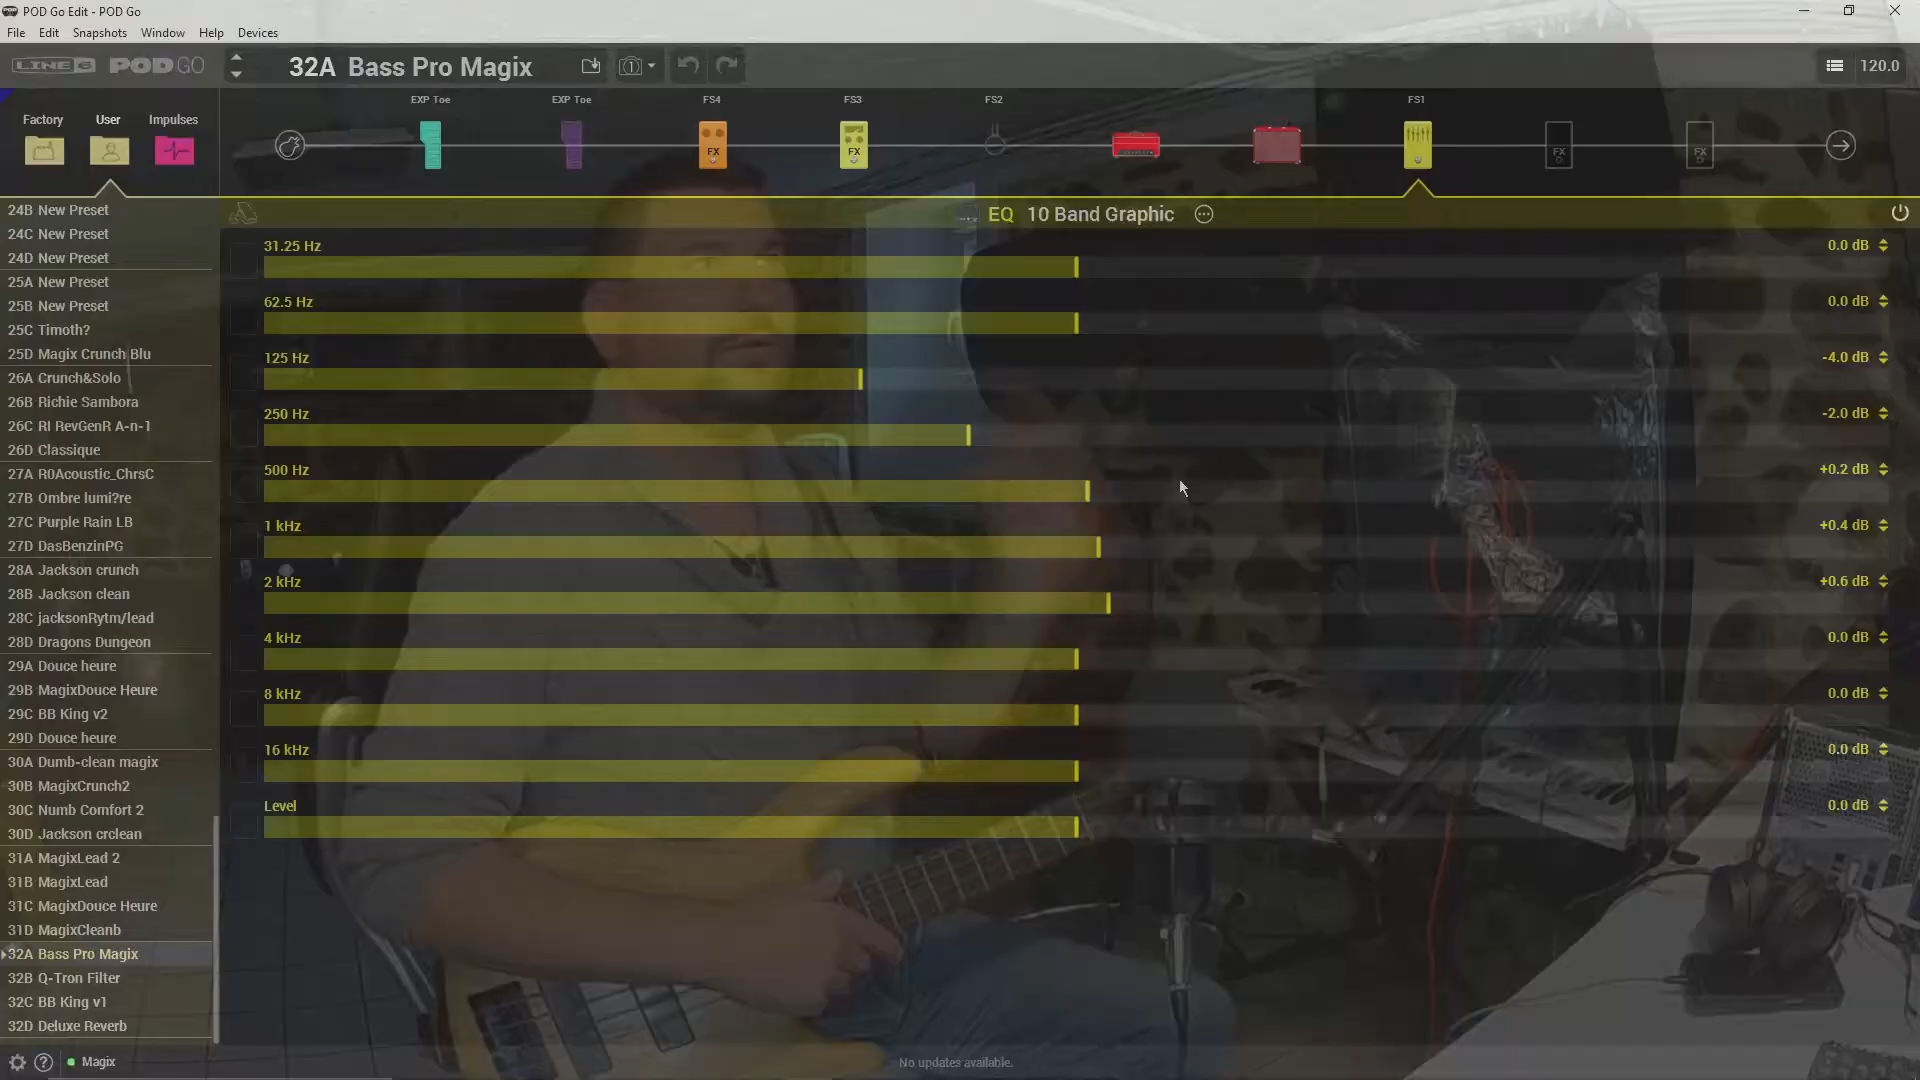 POD Go Edit - POD Go
File Edit Snapshots Window Help Devices
LINE 6 POD GO
32A Bass Pro Magix
1
120.0
Factory User Impulses
EXP Toe EXP Toe FS4 FS3 FS2 FS1
FX FX FX FX
EQ 10 Band Graphic
24B New Preset
24C New Preset
24D New Preset
25A New Preset
25B New Preset
25C Timoth?
25D Magix Crunch Blu
26A Crunch&Solo
26B Richie Sambora
26C RI RevGenR A-n-1
26D Classique
27A R0Acoustic_ChrsC
27B Ombre lumi?re
27C Purple Rain LB
27D DasBenzinPG
28A Jackson crunch
28B Jackson clean
28C jacksonRytm/lead
28D Dragons Dungeon
29A Douce heure
29B MagixDouce Heure
29C BB King v2
29D Douce heure
30A Dumb-clean magix
30B MagixCrunch2
30C Numb Comfort 2
30D Jackson crclean
31A MagixLead 2
31B MagixLead
31C MagixDouce Heure
31D MagixCleanb
32A Bass Pro Magix
32B Q-Tron Filter
32C BB King v1
32D Deluxe Reverb
31.25 Hz 0.0 dB
62.5 Hz 0.0 dB
125 Hz -4.0 dB
250 Hz -2.0 dB
500 Hz +0.2 dB
1 kHz +0.4 dB
2 kHz +0.6 dB
4 kHz 0.0 dB
8 kHz 0.0 dB
16 kHz 0.0 dB
Level 0.0 dB
Magix
No updates available.